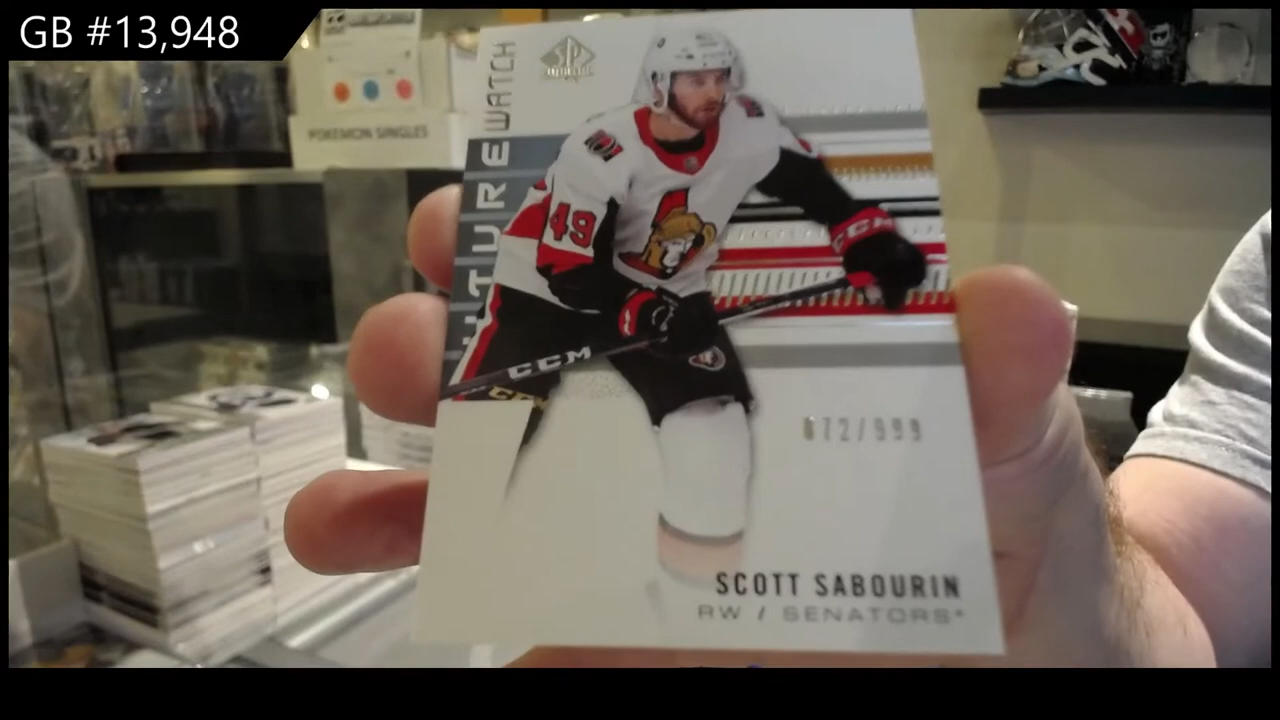 GB #13,948
POKEMON SINGLES
FUTURE WATCH
SP
49
CCM
CCM
072/999
SCOTT SABOURIN
RW / SENATORS